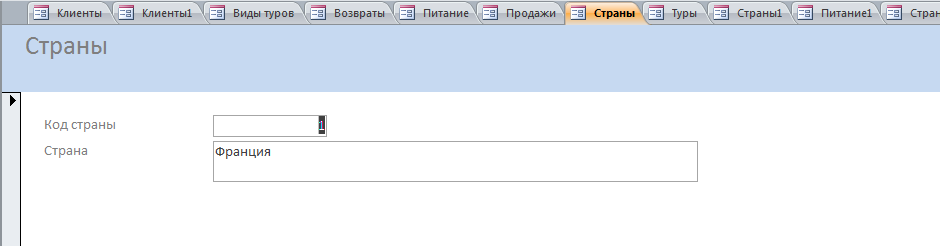 Клиенты Клиенты1 Виды туров Возвраты Питание Продажи Страны Туры Страны1 Питание1 Стран
Страны
Код страны 1
Страна Франция